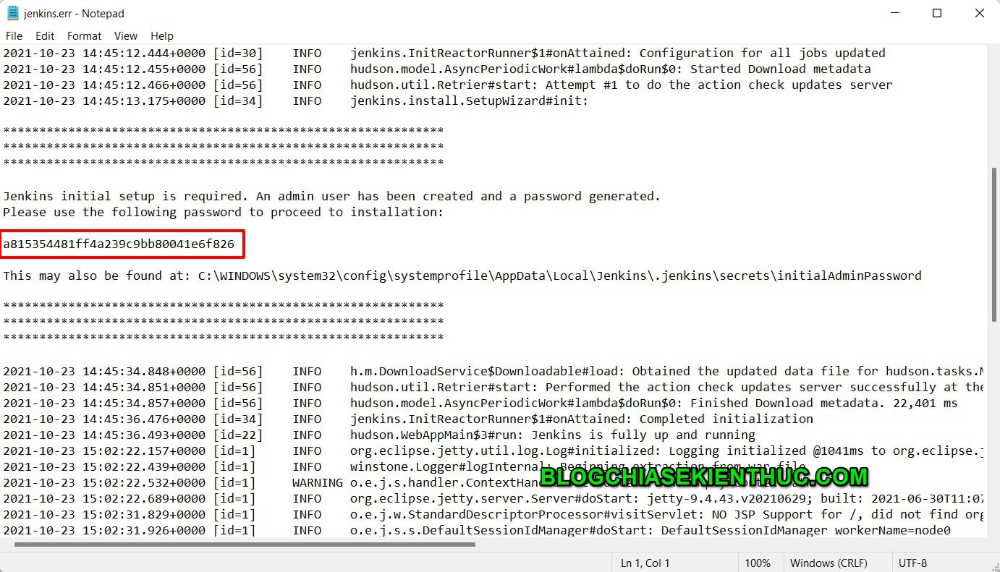 jenkins.err - Notepad
File Edit Format View Help
2021-10-23 14:45:12.444+0000 [id=30] INFO jenkins.InitReactorRunner$1#onAttained: Configuration for all jobs updated
2021-10-23 14:45:12.455+0000 [id=56] INFO hudson.model.AsyncPeriodicWork#lambda$doRun$0: Started Download metadata
2021-10-23 14:45:12.466+0000 [id=56] INFO hudson.util.Retrier#start: Attempt #1 to do the action check updates server
2021-10-23 14:45:13.175+0000 [id=34] INFO jenkins.install.SetupWizard#init:
*************************************************************
*************************************************************
*************************************************************
Jenkins initial setup is required. An admin user has been created and a password generated.
Please use the following password to proceed to installation:
a815354481ff4a239c9bb80041e6f826
This may also be found at: C:\WINDOWS\system32\config\systemprofile\AppData\Local\Jenkins\.jenkins\secrets\initialAdminPassword
*************************************************************
*************************************************************
*************************************************************
2021-10-23 14:45:34.848+0000 [id=56] INFO h.m.DownloadService$Downloadable#load: Obtained the updated data file for hudson.tasks.
2021-10-23 14:45:34.851+0000 [id=56] INFO hudson.util.Retrier#start: Performed the action check updates server successfully at the
2021-10-23 14:45:34.857+0000 [id=56] INFO hudson.model.AsyncPeriodicWork#lambda$doRun$0: Finished Download metadata. 22,401 ms
2021-10-23 14:45:36.476+0000 [id=34] INFO jenkins.InitReactorRunner$1#onAttained: Completed initialization
2021-10-23 14:45:36.493+0000 [id=22] INFO hudson.WebAppMain$3#run: Jenkins is fully up and running
2021-10-23 15:02:22.157+0000 [id=1] INFO org.eclipse.jetty.util.log.Log#initialized: Logging initialized @1041ms to org.eclipse.
2021-10-23 15:02:22.439+0000 [id=1] INFO winstone.Logger#logInternal: Beginning extraction from war file
2021-10-23 15:02:22.532+0000 [id=1] WARNING o.e.j.s.handler.ContextHan
BLOGCHIASEKIENTHUC.COM
2021-10-23 15:02:22.689+0000 [id=1] INFO org.eclipse.jetty.server.Server#doStart: jetty-9.4.43.v20210629; built: 2021-06-30T11:07
2021-10-23 15:02:31.829+0000 [id=1] INFO o.e.j.w.StandardDescriptorProcessor#visitServlet: NO JSP Support for /, did not find org
2021-10-23 15:02:31.926+0000 [id=1] INFO o.e.j.s.s.DefaultSessionIdManager#doStart: DefaultSessionIdManager workerName=node0
Ln 1, Col 1 100% Windows (CRLF) UTF-8